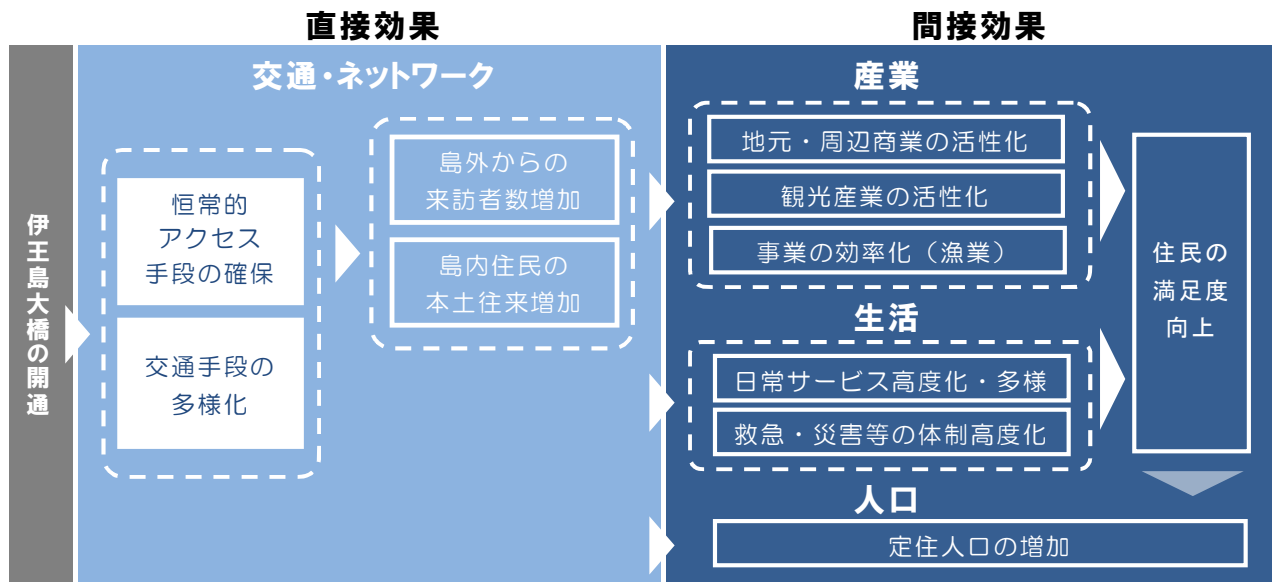 直接効果
間接効果
伊王島大橋の開通
交通・ネットワーク
恒常的
アクセス
手段の確保
交通手段の
多様化
島外からの
来訪者数増加
島内住民の
本土往来増加
産業
地元・周辺商業の活性化
観光産業の活性化
事業の効率化（漁業）
生活
日常サービス高度化・多様
救急・災害等の体制高度化
住民の
満足度
向上
人口
定住人口の増加